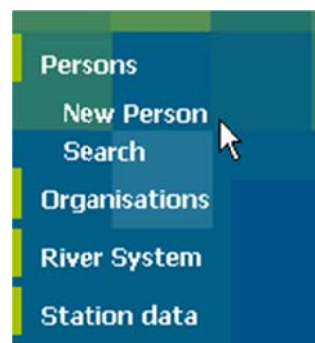 Persons
New Person
Search
Organisations
River System
Station data